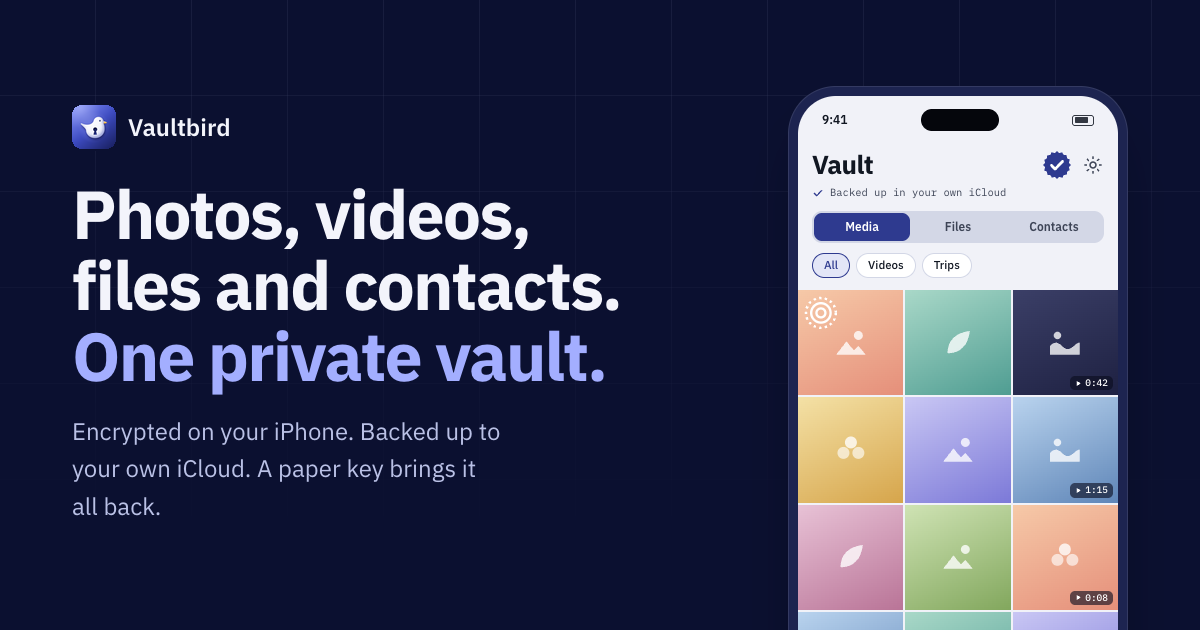 Vaultbird
Photos, videos,
files and contacts.
One private vault.
Encrypted on your iPhone. Backed up to
your own iCloud. A paper key brings it
all back.
9:41
Vault
Backed up in your own iCloud
Media Files Contacts
All Videos Trips
0:42
1:15
0:08